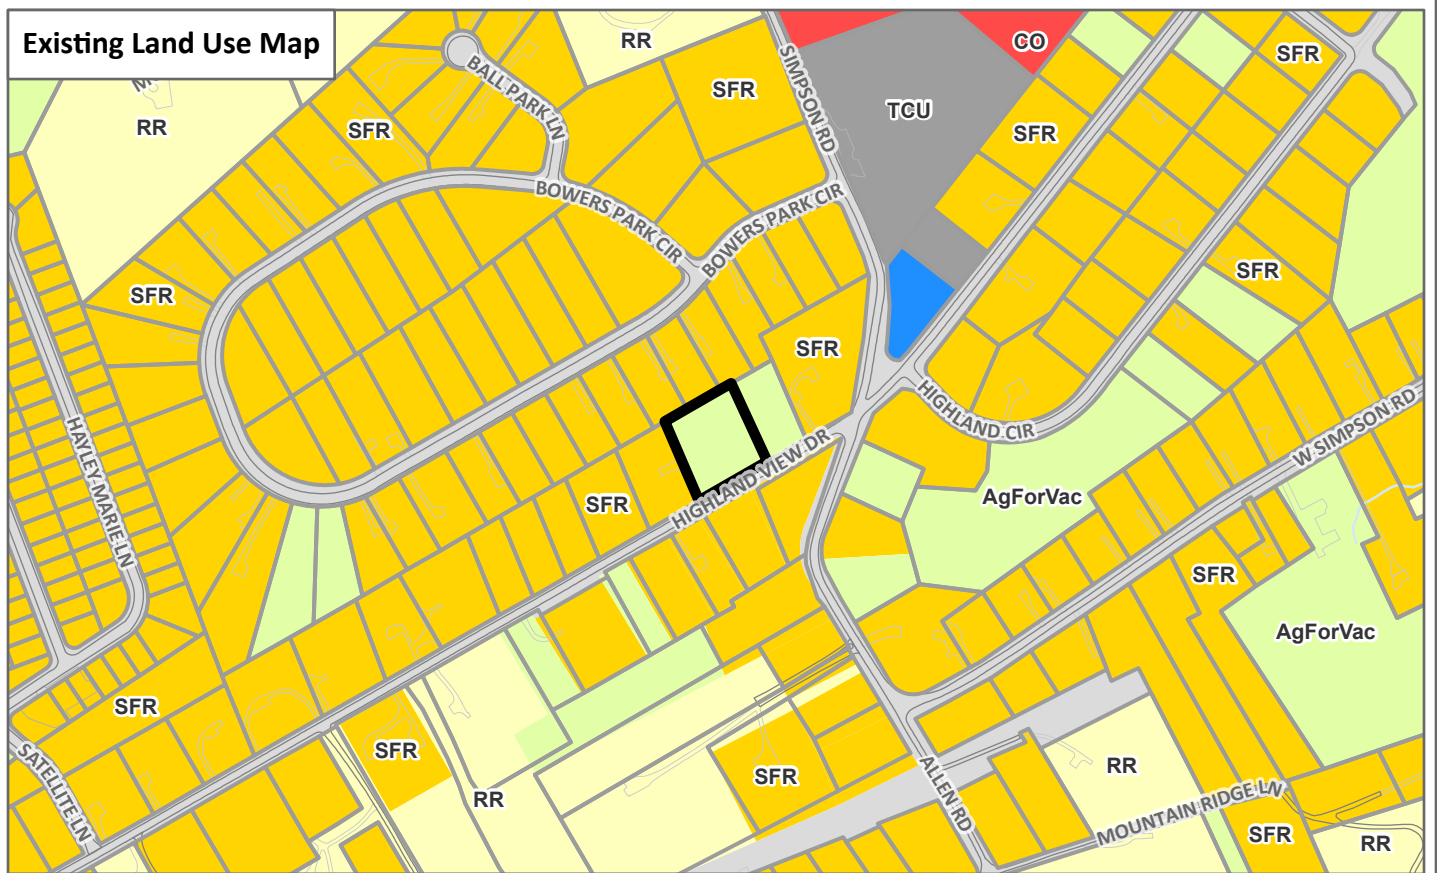 Existing Land Use Map
RR
CO
SFR
BALL PARK LN
SIMPSON RD
SFR
TCU
RR
SFR
SFR
BOWERS PARK CIR
BOWERS PARK CIR
SFR
SFR
SFR
HIGHLAND CIR
W SIMPSON RD
HAYLEY-MARIE LN
HIGHLAND VIEW DR
SFR
AgForVac
SFR
AgForVac
SFR
SATELLITE LN
SFR
RR
SFR
ALLEN RD
RR
MOUNTAIN RIDGE LN
SFR
RR